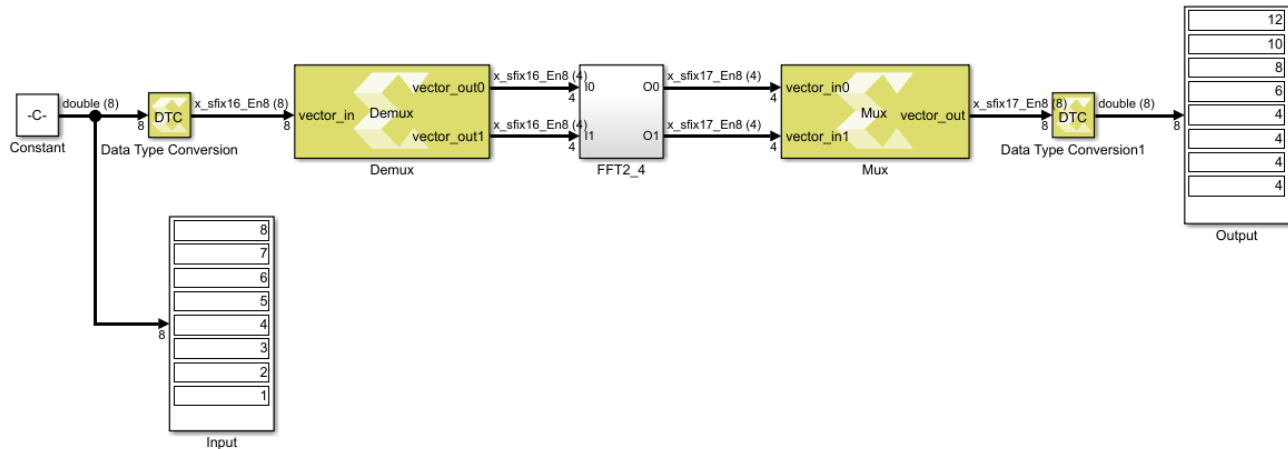 -C-
Constant
double (8)
8
DTC
Data Type Conversion
x_sfix16_En8 (8)
8
vector_in
Demux
vector_out0
vector_out1
Demux
x_sfix16_En8 (4)
4
x_sfix16_En8 (4)
4
I0
I1
O0
O1
FFT2_4
x_sfix17_En8 (4)
4
x_sfix17_En8 (4)
4
vector_in0
vector_in1
Mux
vector_out
Mux
x_sfix17_En8 (8)
8
DTC
Data Type Conversion1
double (8)
8
12
10
8
6
4
4
4
4
Output
8
8
7
6
5
4
3
2
1
Input